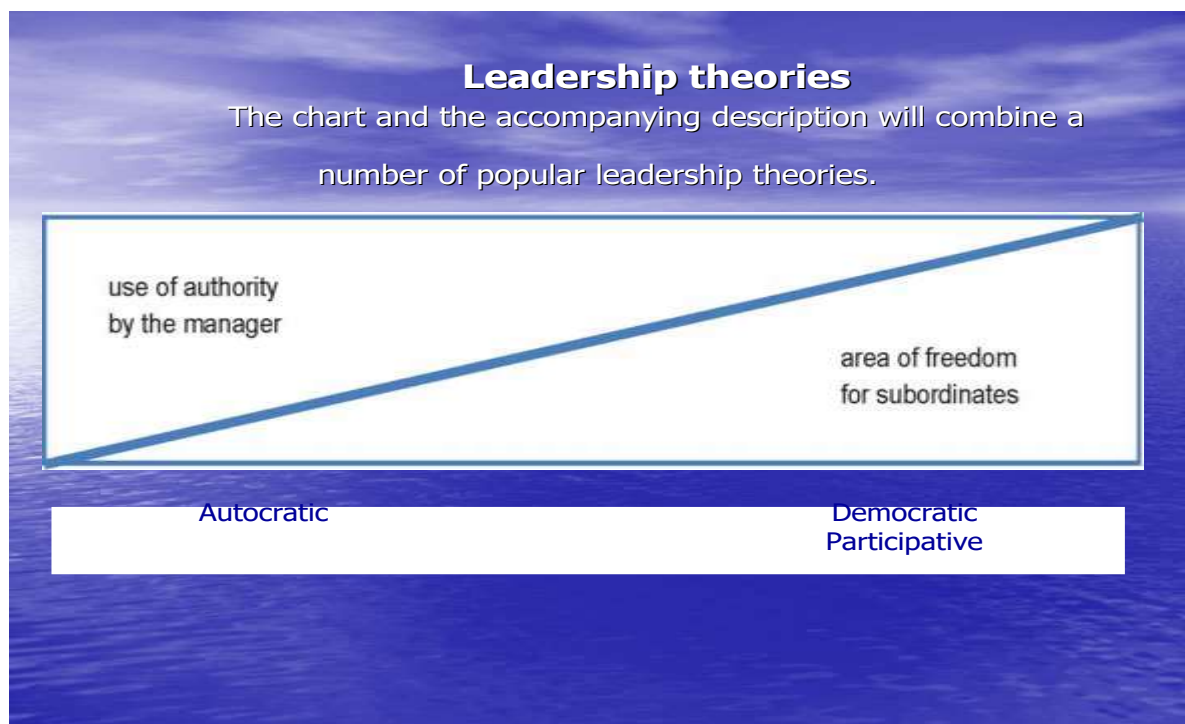 Leadership theories
The chart and the accompanying description will combine a
number of popular leadership theories.
use of authority
by the manager
area of freedom
for subordinates
Autocratic
Democratic
Participative